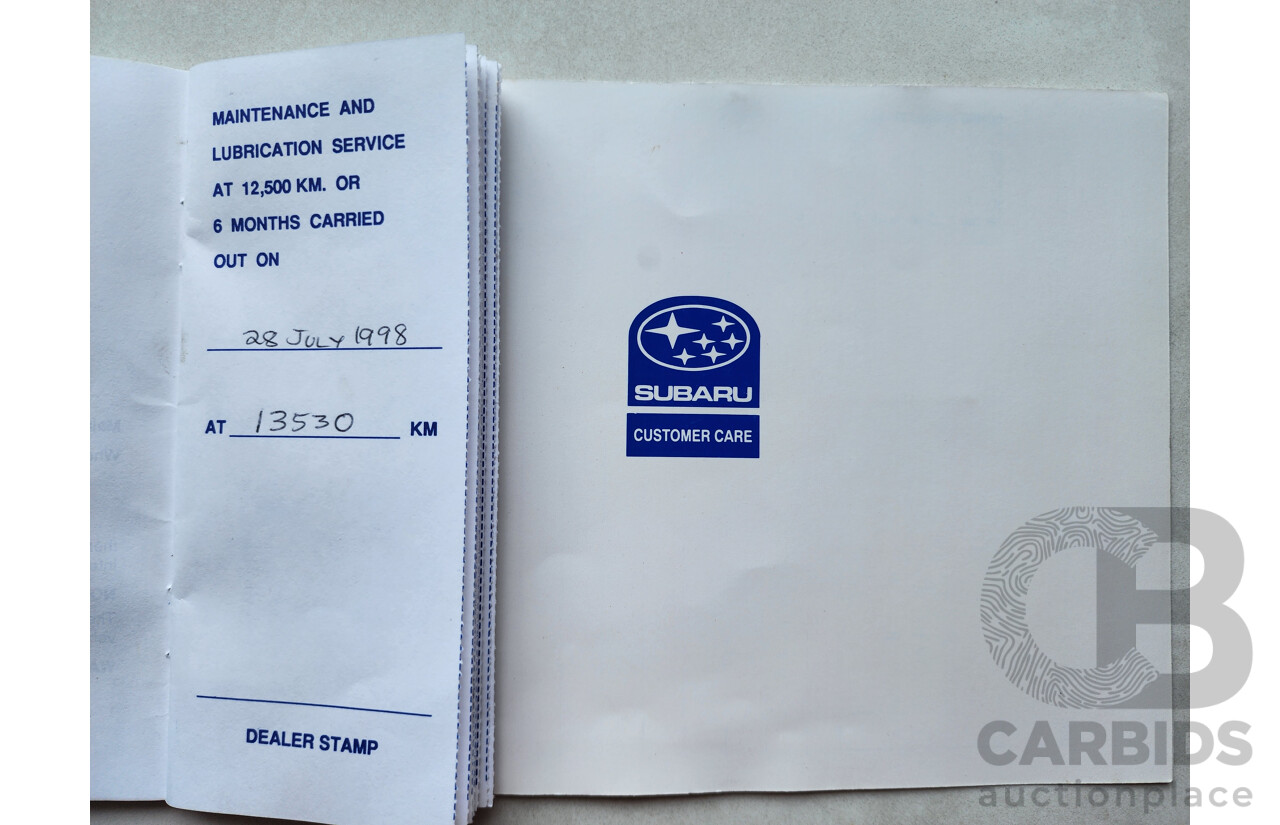 MAINTENANCE AND
LUBRICATION SERVICE
AT 12,500 KM. OR
6 MONTHS CARRIED
OUT ON
28 JULY 1998
AT 13530 KM
DEALER STAMP
SUBARU
CUSTOMER CARE
CB
CARBIDS
auctionplace